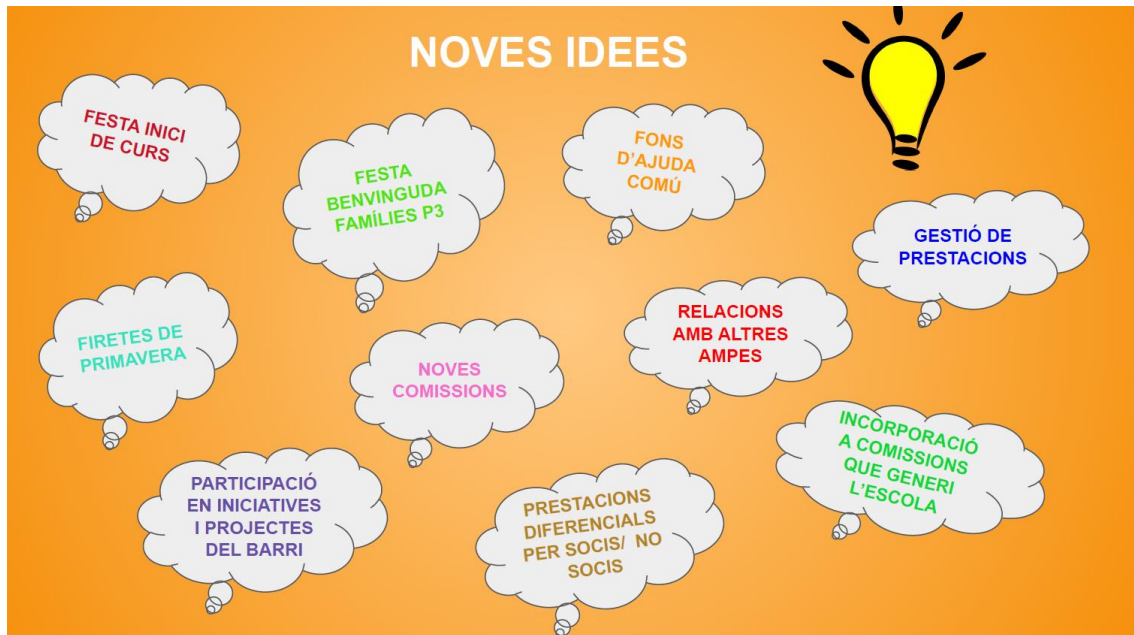 NOVES IDEES
FESTA INICI
DE CURS
FESTA
BENVINGUDA
FAMÍLIES P3
FONS
D'AJUDA
COMÚ
GESTIÓ DE
PRESTACIONS
FIRETES DE
PRIMAVERA
NOVES
COMISSIONS
RELACIONS
AMB ALTRES
AMPES
INCORPORACIÓ
A COMISSIONS
QUE GENERI
L'ESCOLA
PARTICIPACIÓ
EN INICIATIVES
I PROJECTES
DEL BARRI
PRESTACIONS
DIFERENCIALS
PER SOCIS/ NO
SOCIS